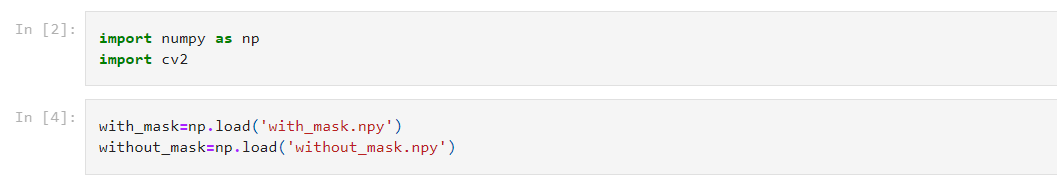 In [2]:
import numpy as np
import cv2
In [4]:
with_mask=np.load('with_mask.npy')
without_mask=np.load('without_mask.npy')